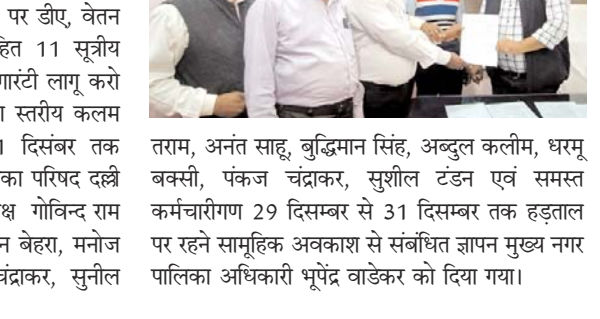 पर डीए, वेतन
हित 11 सूत्रीय
गारंटी लागू करो
स्तरीय कलम
दिसंबर तक
का परिषद दल्ली
क्ष गोविन्द राम
न बेहरा, मनोज
चंद्राकर, सुनील
तराम, अनंत साहू, बुद्धिमान सिंह, अब्दुल कलीम, धरमू
बक्सी, पंकज चंद्राकर, सुशील टंडन एवं समस्त
कर्मचारीगण 29 दिसम्बर से 31 दिसम्बर तक हड़ताल
पर रहने सामूहिक अवकाश से संबंधित ज्ञापन मुख्य नगर
पालिका अधिकारी भूपेंद्र वाडेकर को दिया गया।